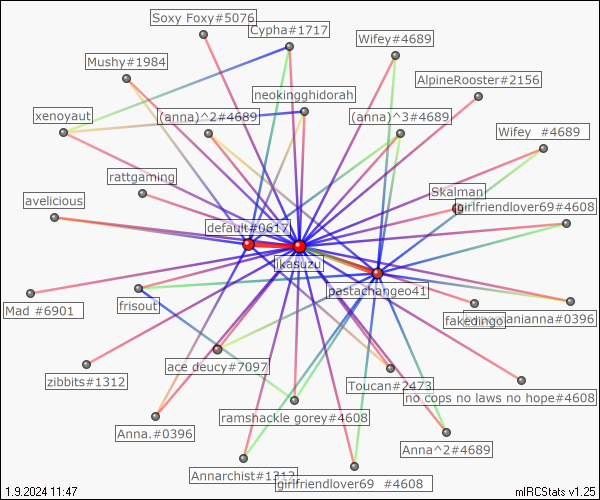 Soxy Foxy#5076
Cypha#1717
Wifey#4689
Mushy#1984
AlpineRooster#2156
neokingghidorah
xenoyaut
(anna)^2#4689
(anna)^3#4689
Wifey  #4689
rattgaming
Skalman
avelicious
girlfriendlover69#4608
default#0617
ikasuzu
pastachangeo41
Mad #6901
frisout
fakedingo
anianna#0396
ace deucy#7097
zibbits#1312
Toucan#2473
no cops no laws no hope#4608
ramshackle gorey#4608
Anna.#0396
Anna^2#4689
Annarchist#1312
girlfriendlover69  #4608
1.9.2024 11:47
mIRCStats v1.25